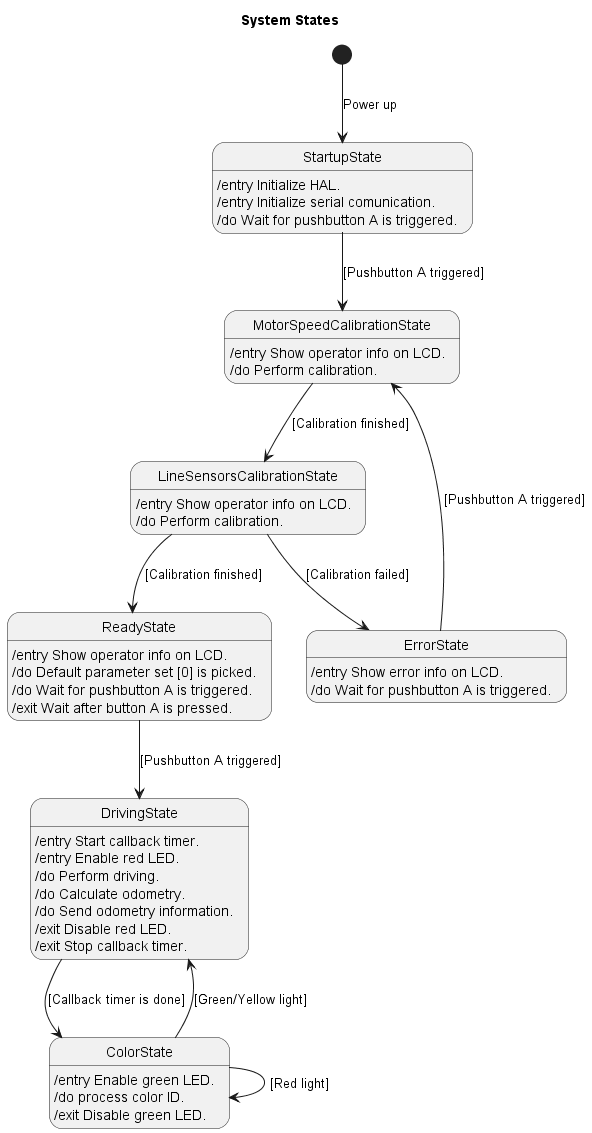 System States
Power up
StartupState
/entry Initialize HAL.
/entry Initialize serial comunication.
/do Wait for pushbutton A is triggered.
[Pushbutton A triggered]
MotorSpeedCalibrationState
/entry Show operator info on LCD.
/do Perform calibration.
[Calibration finished]
LineSensorsCalibrationState
/entry Show operator info on LCD.
/do Perform calibration.
[Pushbutton A triggered]
[Calibration finished]
[Calibration failed]
ReadyState
/entry Show operator info on LCD.
/do Default parameter set [0] is picked.
/do Wait for pushbutton A is triggered.
/exit Wait after button A is pressed.
ErrorState
/entry Show error info on LCD.
/do Wait for pushbutton A is triggered.
[Pushbutton A triggered]
DrivingState
/entry Start callback timer.
/entry Enable red LED.
/do Perform driving.
/do Calculate odometry.
/do Send odometry information.
/exit Disable red LED.
/exit Stop callback timer.
[Callback timer is done]
[Green/Yellow light]
ColorState
/entry Enable green LED.
/do process color ID.
/exit Disable green LED.
[Red light]